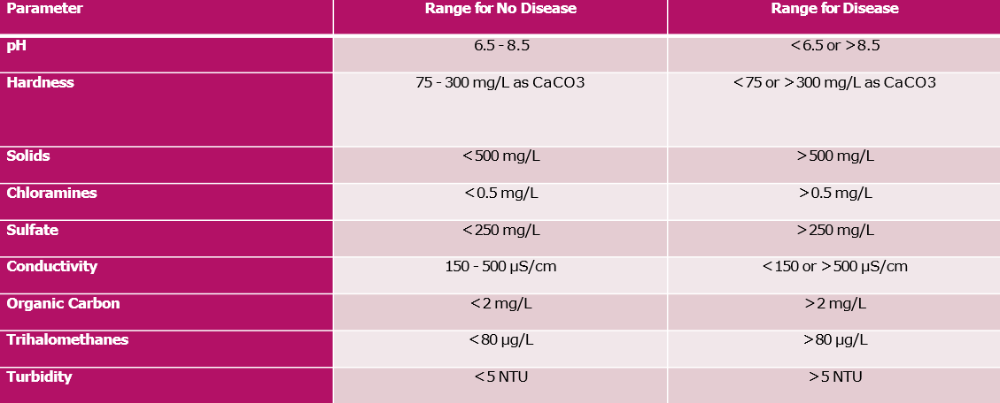 Parameter Range for No Disease Range for Disease
pH 6.5 - 8.5 <6.5 or >8.5
Hardness 75 - 300 mg/L as CaCO3 <75 or >300 mg/L as CaCO3
Solids <500 mg/L >500 mg/L
Chloramines <0.5 mg/L >0.5 mg/L
Sulfate <250 mg/L >250 mg/L
Conductivity 150 - 500 µS/cm <150 or >500 µS/cm
Organic Carbon <2 mg/L >2 mg/L
Trihalomethanes <80 µg/L >80 µg/L
Turbidity <5 NTU >5 NTU